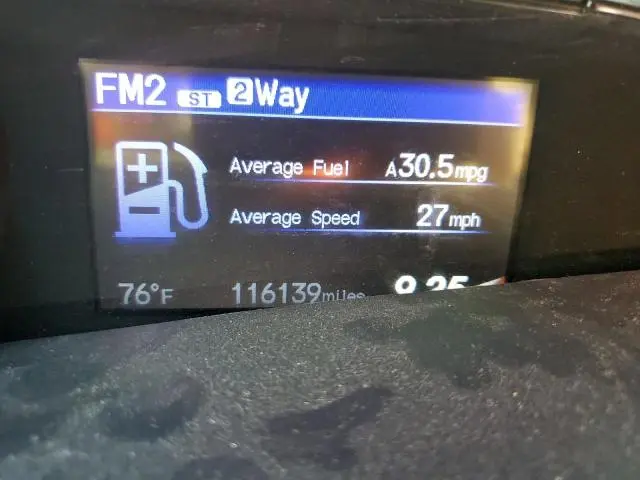 FM2 ST 2Way
Average Fuel A30.5mpg
Average Speed 27mph
76°F 116139miles